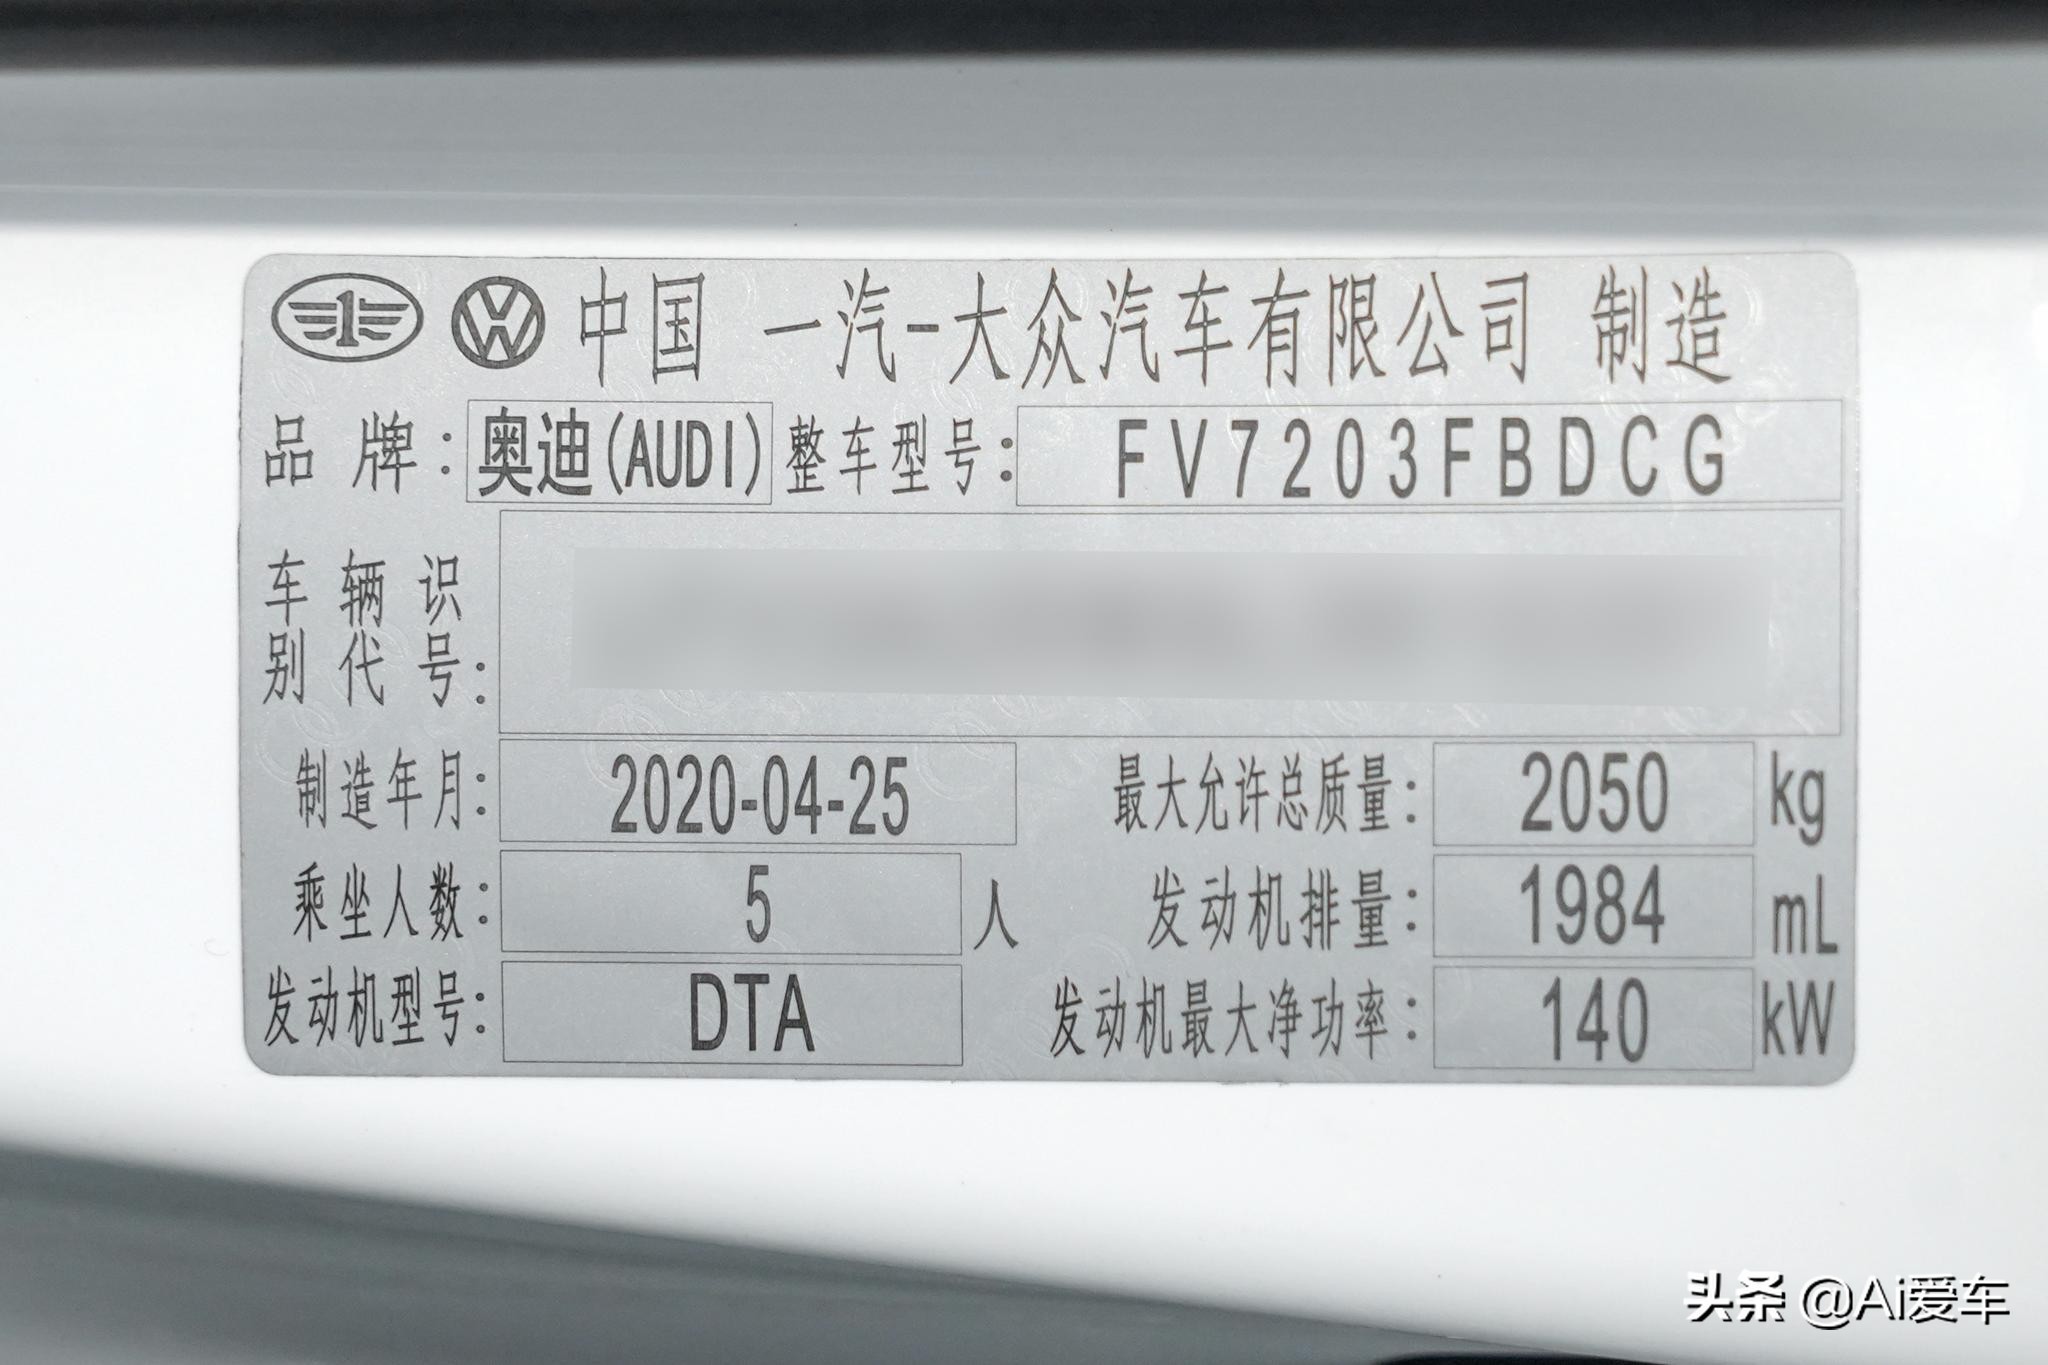 中国 一汽-大众汽车有限公司 制造
品牌: 奥迪(AUDI) 整车型号: FV7203FBDCG
车辆识
别代号:
制造年月: 2020-04-25 最大允许总质量: 2050 kg
乘坐人数: 5 人 发动机排量: 1984 mL
发动机型号: DTA 发动机最大净功率: 140 kW
头条 @Ai爱车